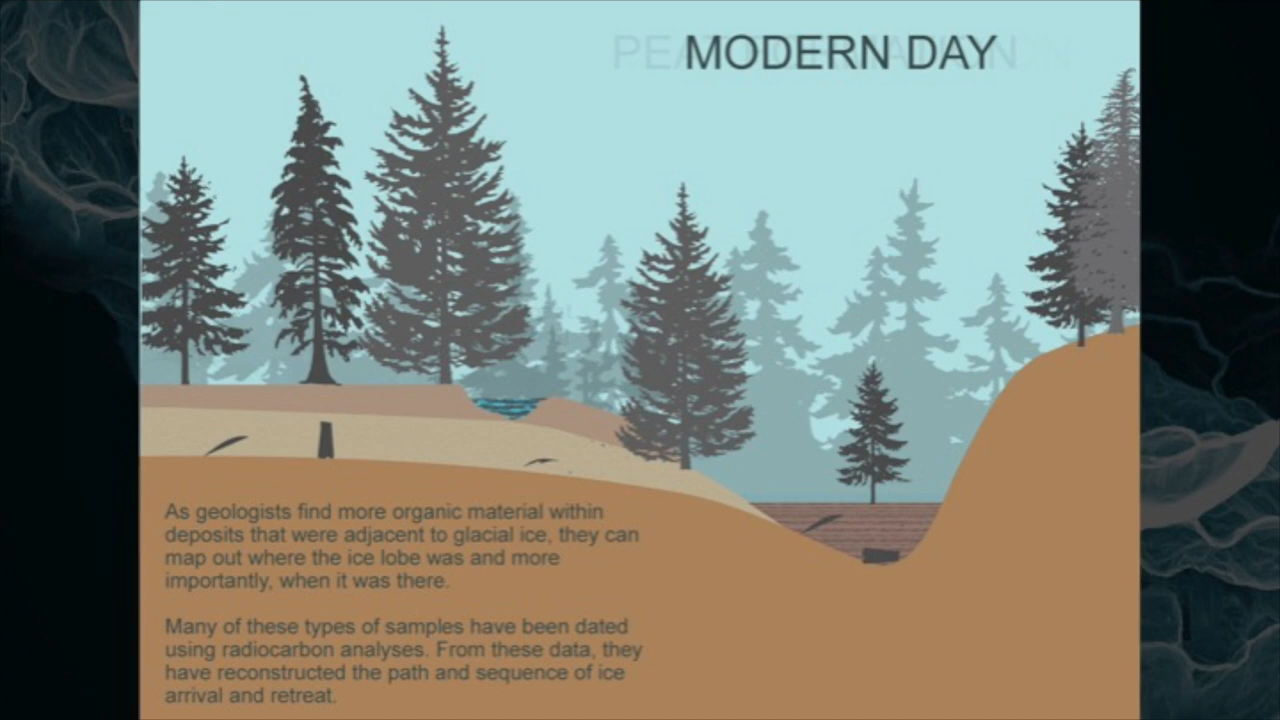 MODERN DAY
As geologists find more organic material within
deposits that were adjacent to glacial ice, they can
map out where the ice lobe was and more
importantly, when it was there.
Many of these types of samples have been dated
using radiocarbon analyses. From these data, they
have reconstructed the path and sequence of ice
arrival and retreat.